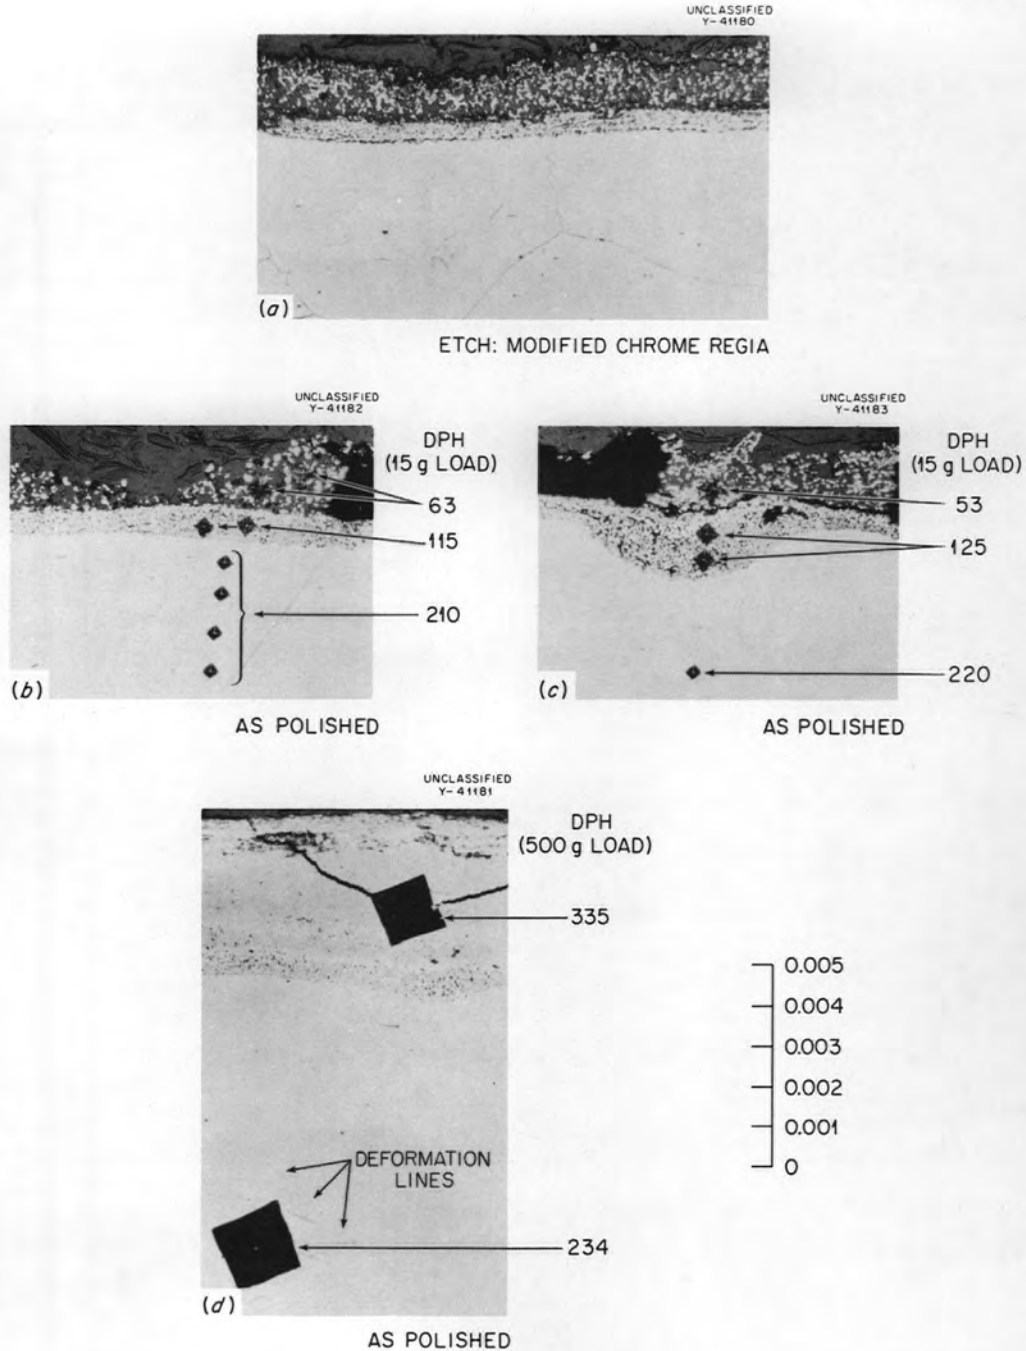 UNCLASSIFIED
Y-41180
(a)
ETCH: MODIFIED CHROME REGIA
UNCLASSIFIED
Y-41182
DPH
(15 g LOAD)
63
115
210
(b)
AS POLISHED
UNCLASSIFIED
Y-41183
DPH
(15 g LOAD)
53
125
220
(c)
AS POLISHED
UNCLASSIFIED
Y-41181
DPH
(500 g LOAD)
335
DEFORMATION
LINES
234
(d)
AS POLISHED
0.005
0.004
0.003
0.002
0.001
0